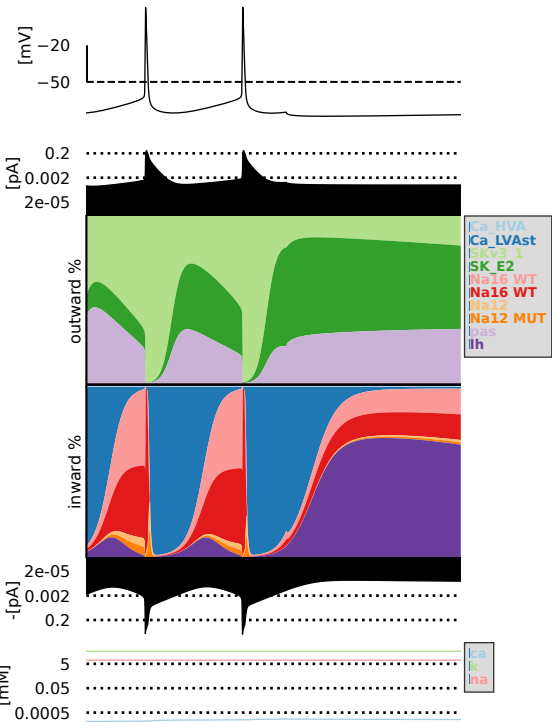 [mV]
−20
−50
[pA]
0.2
0.002
2e-05
outward %
Ca_HVA
Ca_LVAst
SKv3_1
SK_E2
Na16 WT
Na16 WT
Na12
Na12 MUT
pas
Ih
inward %
2e-05
0.002
0.2
-[pA]
ca
k
na
5
0.05
0.0005
[mM]